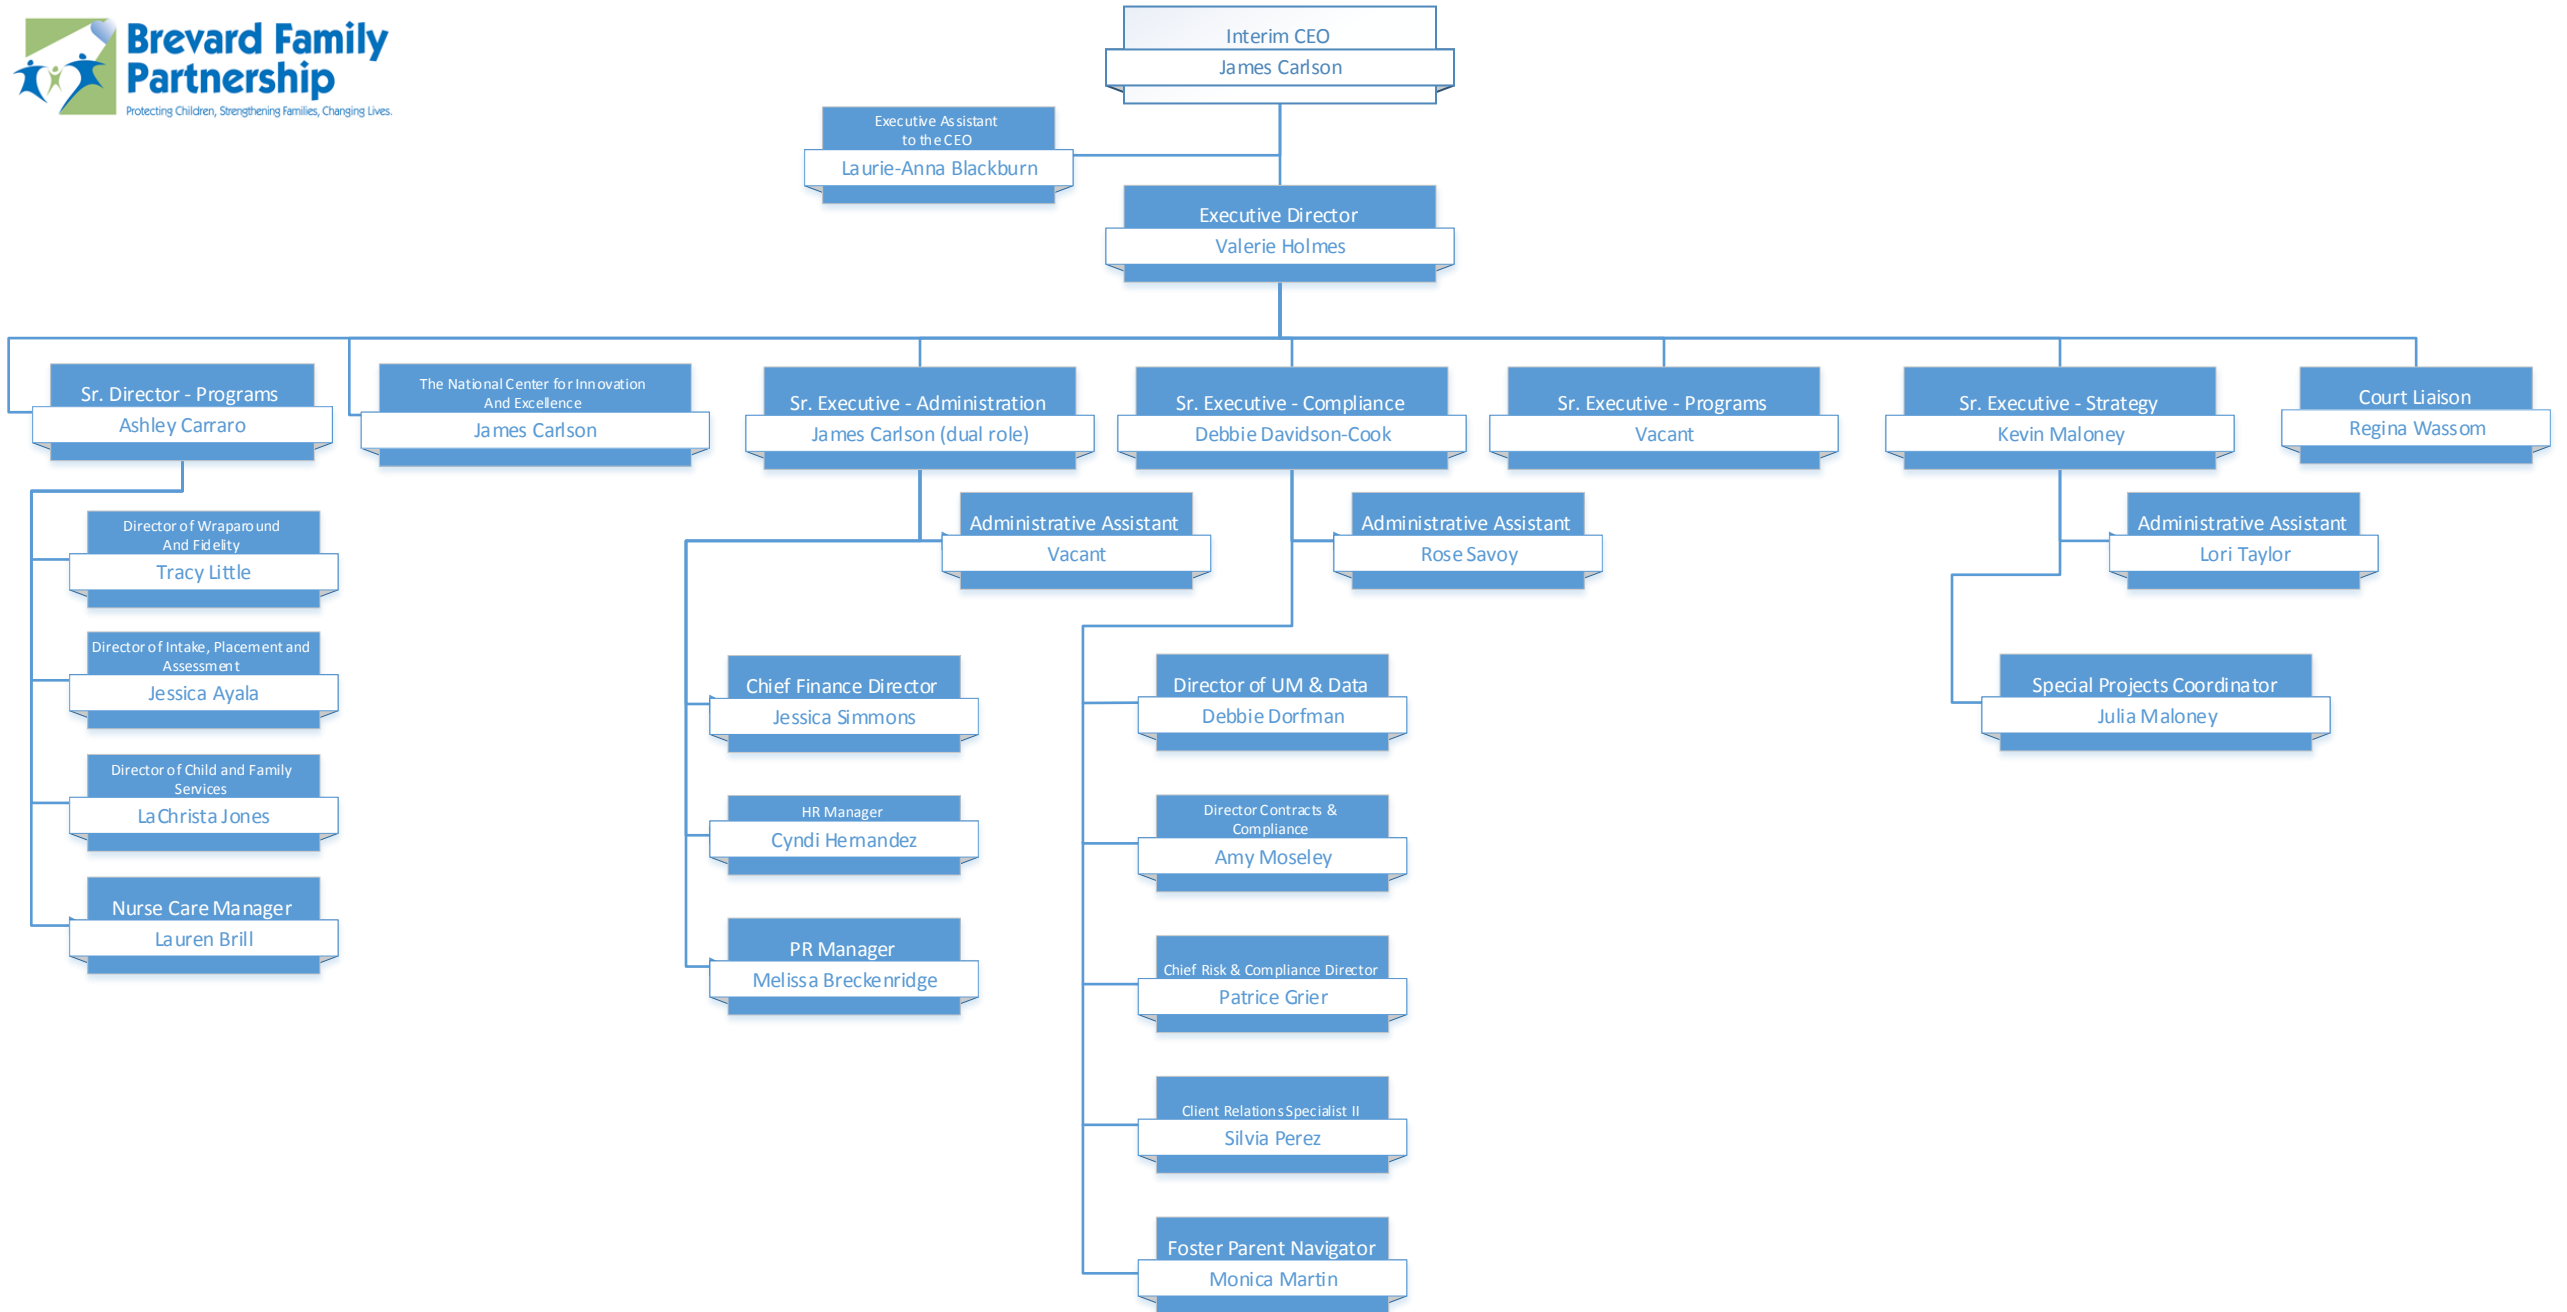 Brevard Family
Partnership
Protecting Children, Strengthening Families, Changing Lives.
Interim CEO
James Carlson
Executive Assistant
to the CEO
Laurie-Anna Blackburn
Executive Director
Valerie Holmes
Sr. Director - Programs
Ashley Carraro
The National Center for Innovation
And Excellence
James Carlson
Sr. Executive - Administration
James Carlson (dual role)
Sr. Executive - Compliance
Debbie Davidson-Cook
Sr. Executive - Programs
Vacant
Sr. Executive - Strategy
Kevin Maloney
Court Liaison
Regina Wassom
Director of Wraparound
And Fidelity
Tracy Little
Director of Intake, Placement and
Assessment
Jessica Ayala
Director of Child and Family
Services
LaChrista Jones
Nurse Care Manager
Lauren Brill
Administrative Assistant
Vacant
Chief Finance Director
Jessica Simmons
HR Manager
Cyndi Hernandez
PR Manager
Melissa Breckenridge
Administrative Assistant
Rose Savoy
Director of UM & Data
Debbie Dorfman
Director Contracts &
Compliance
Amy Moseley
Chief Risk & Compliance Director
Patrice Grier
Client Relations Specialist II
Silvia Perez
Foster Parent Navigator
Monica Martin
Administrative Assistant
Lori Taylor
Special Projects Coordinator
Julia Maloney